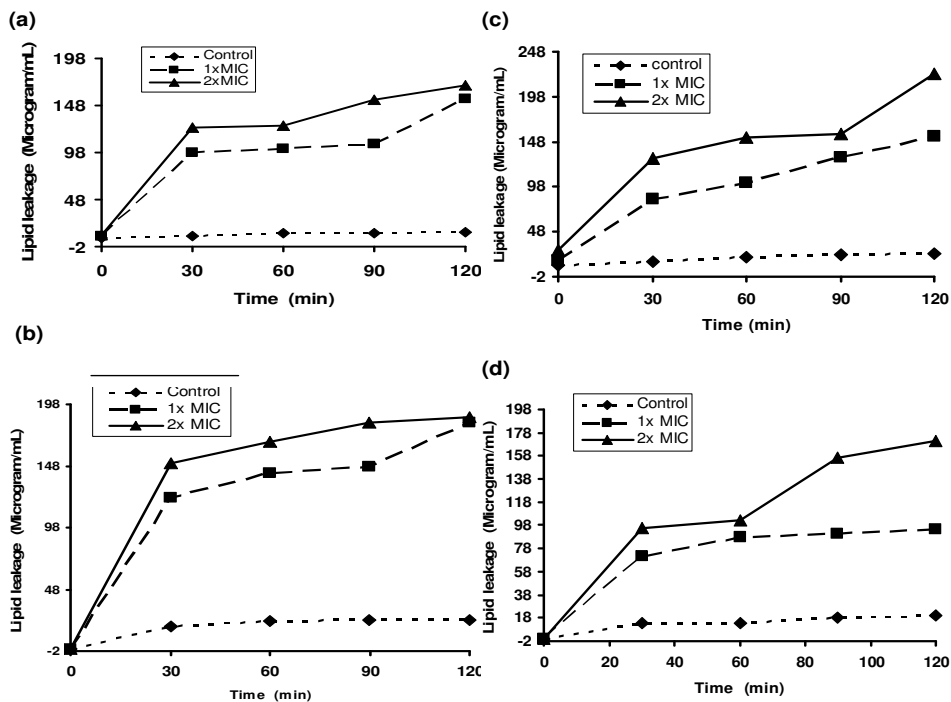 (a)
Lipid leakage (Microgram/mL)
198
148
98
48
-2
Control
1xMIC
2xMIC
0 30 60 90 120
Time (min)
(c)
Lipid leakage (Microgram/mL)
248
198
148
98
48
-2
control
1x MIC
2x MIC
0 30 60 90 120
Time (min)
(b)
Lipid leakage (Microgram/mL)
198
148
98
48
-2
Control
1x MIC
2x MIC
0 30 60 90 120
Time (min)
(d)
Lipid leakage (Microgram/mL)
198
178
158
138
118
98
78
58
38
18
-2
Control
1x MIC
2x MIC
0 20 40 60 80 100 120
Time (min)